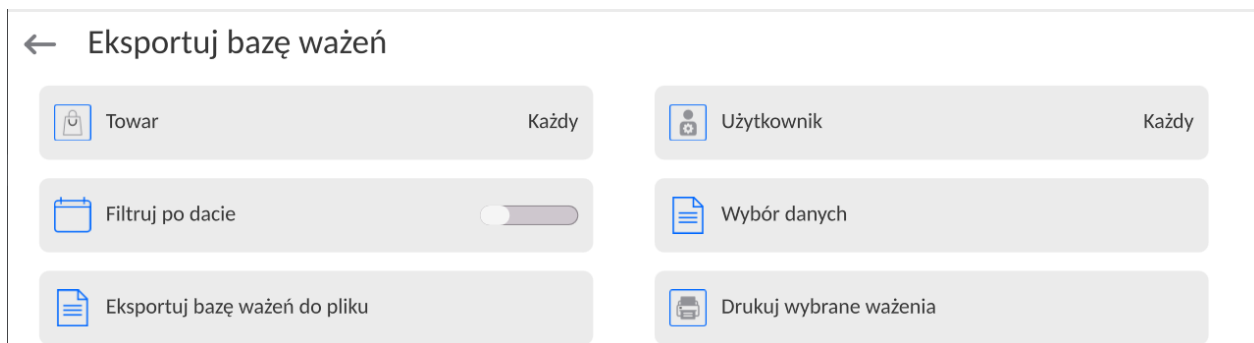 Eksportuj bazę ważeń
Towar Każdy
Użytkownik Każdy
Filtruj po dacie
Wybór danych
Eksportuj bazę ważeń do pliku
Drukuj wybrane ważenia